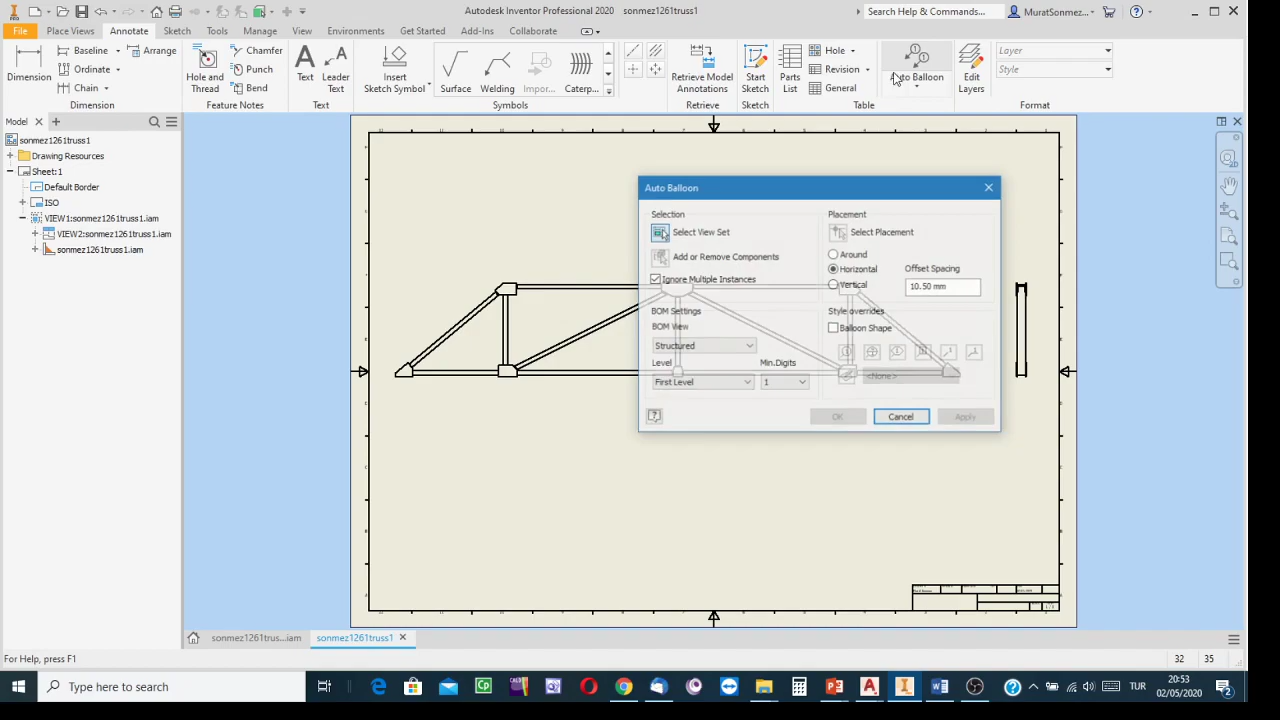 Autodesk Inventor Professional 2020 sonmez1261truss1
Search Help & Commands...
MuratSonmez...
File Place Views Annotate Sketch Tools Manage View Environments Get Started Add-Ins Collaborate
Dimension
Baseline
Ordinate
Chain
Arrange
Dimension
Hole and Thread
Chamfer
Punch
Bend
Feature Notes
Text
Leader Text
Text
Insert Sketch Symbol
Surface
Welding
Impor...
Caterp...
Symbols
Retrieve Model Annotations
Retrieve
Start Sketch
Sketch
Parts List
Hole
Revision
General
Auto Balloon
Table
Edit Layers
Layer
Style
Format
Model
sonmez1261truss1
Drawing Resources
Sheet:1
Default Border
ISO
VIEW1:sonmez1261truss1.iam
VIEW2:sonmez1261truss1.iam
sonmez1261truss1.iam
Auto Balloon
Selection
Select View Set
Add or Remove Components
Ignore Multiple Instances
BOM Settings
BOM View
Structured
Level
Min.Digits
First Level
1
Placement
Select Placement
Around
Horizontal
Vertical
Offset Spacing
10.50 mm
Style overrides
Balloon Shape
<None>
OK
Cancel
Apply
sonmez1261trus...iam
sonmez1261truss1
For Help, press F1
32 35
Type here to search
TUR
20:53
02/05/2020